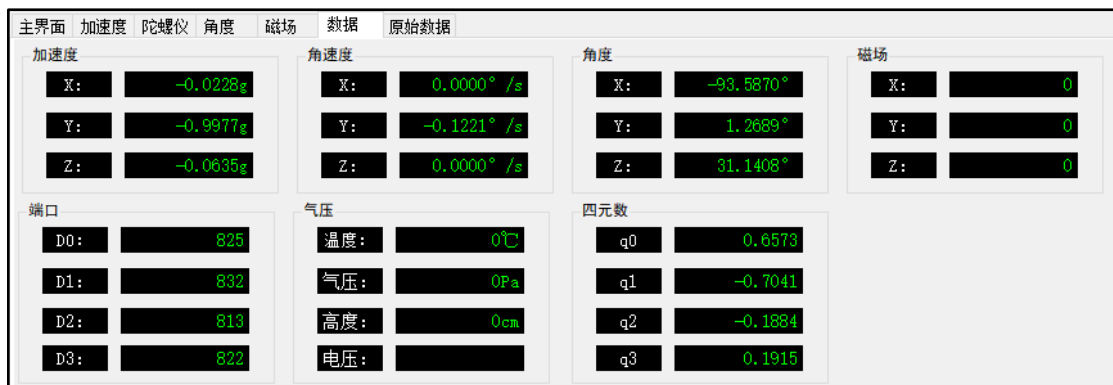 主界面 加速度 陀螺仪 角度 磁场 数据 原始数据
加速度
X: -0.0228g
Y: -0.9977g
Z: -0.0635g
角速度
X: 0.0000° /s
Y: -0.1221° /s
Z: 0.0000° /s
角度
X: -93.5870°
Y: 1.2689°
Z: 31.1408°
磁场
X: 0
Y: 0
Z: 0
端口
D0: 825
D1: 832
D2: 813
D3: 822
气压
温度: 0℃
气压: 0Pa
高度: 0cm
电压:
四元数
q0 0.6573
q1 -0.7041
q2 -0.1884
q3 0.1915